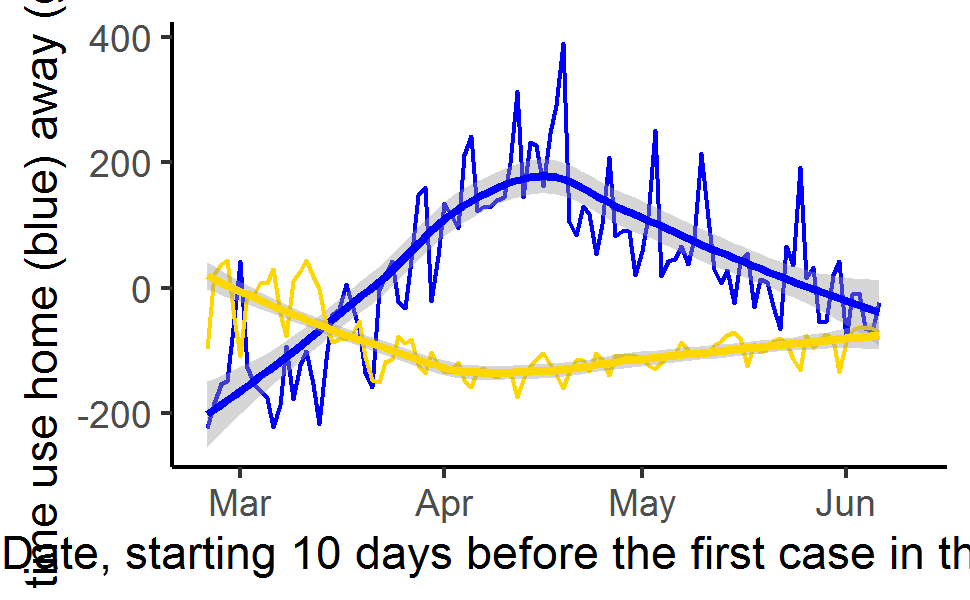 time use home (blue) away (
400
200
0
-200
Mar Apr May Jun
Date, starting 10 days before the first case in th